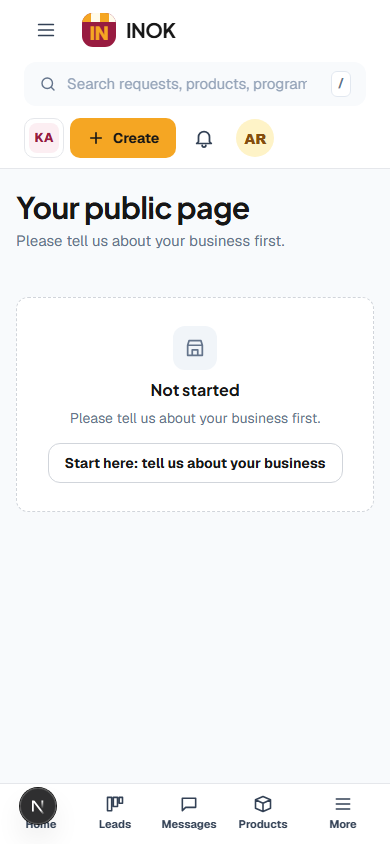 IN INOK
Search requests, products, program
/
KA
+ Create
AR
Your public page
Please tell us about your business first.
Not started
Please tell us about your business first.
Start here: tell us about your business
N
Home Leads Messages Products More